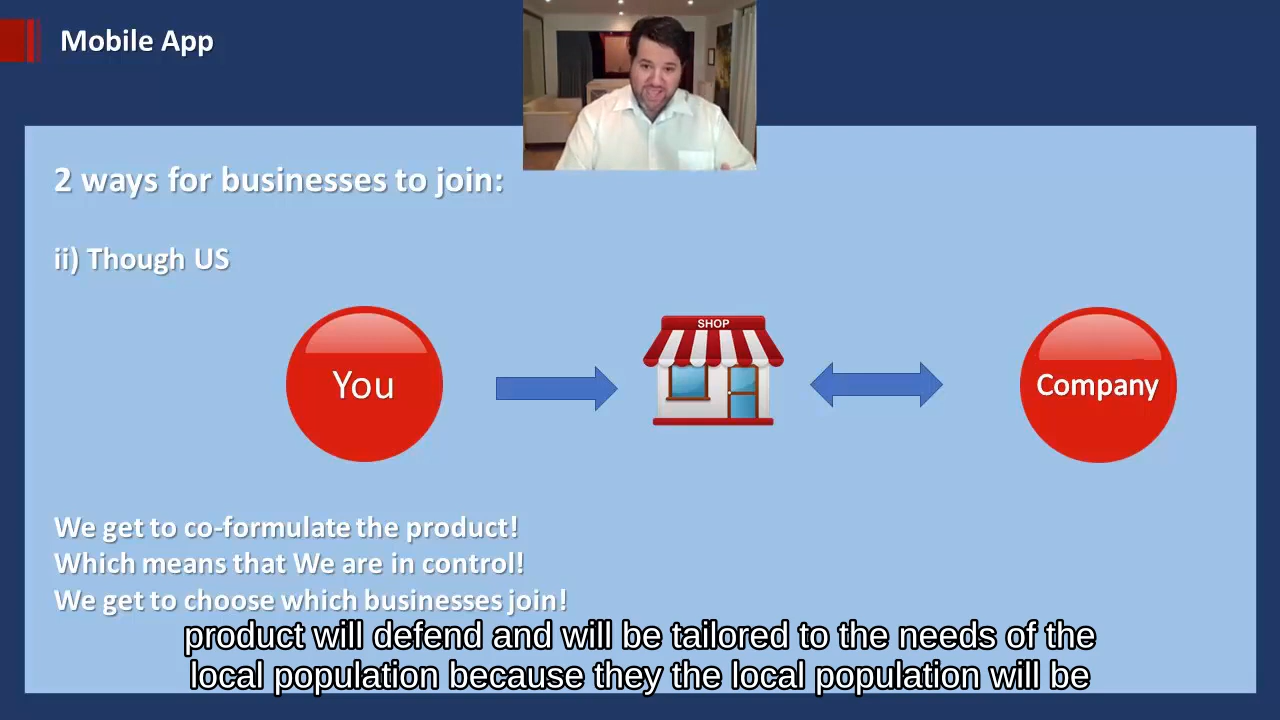 Mobile App
2 ways for businesses to join:
ii) Though US
SHOP
You
Company
We get to co-formulate the product!
Which means that We are in control!
We get to choose which businesses join!
product will defend and will be tailored to the needs of the
local population because they the local population will be